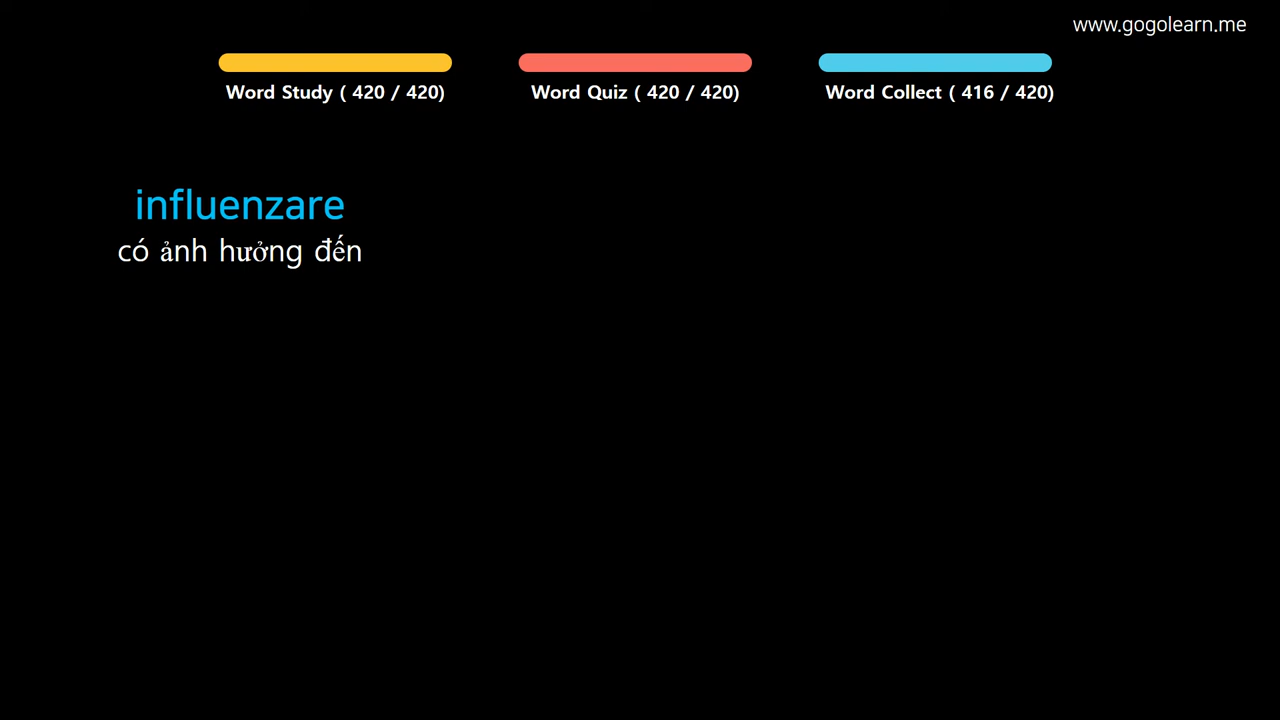 www.gogolearn.me
Word Study ( 420 / 420)
Word Quiz ( 420 / 420)
Word Collect ( 416 / 420)
influenzare
có ảnh hưởng đến